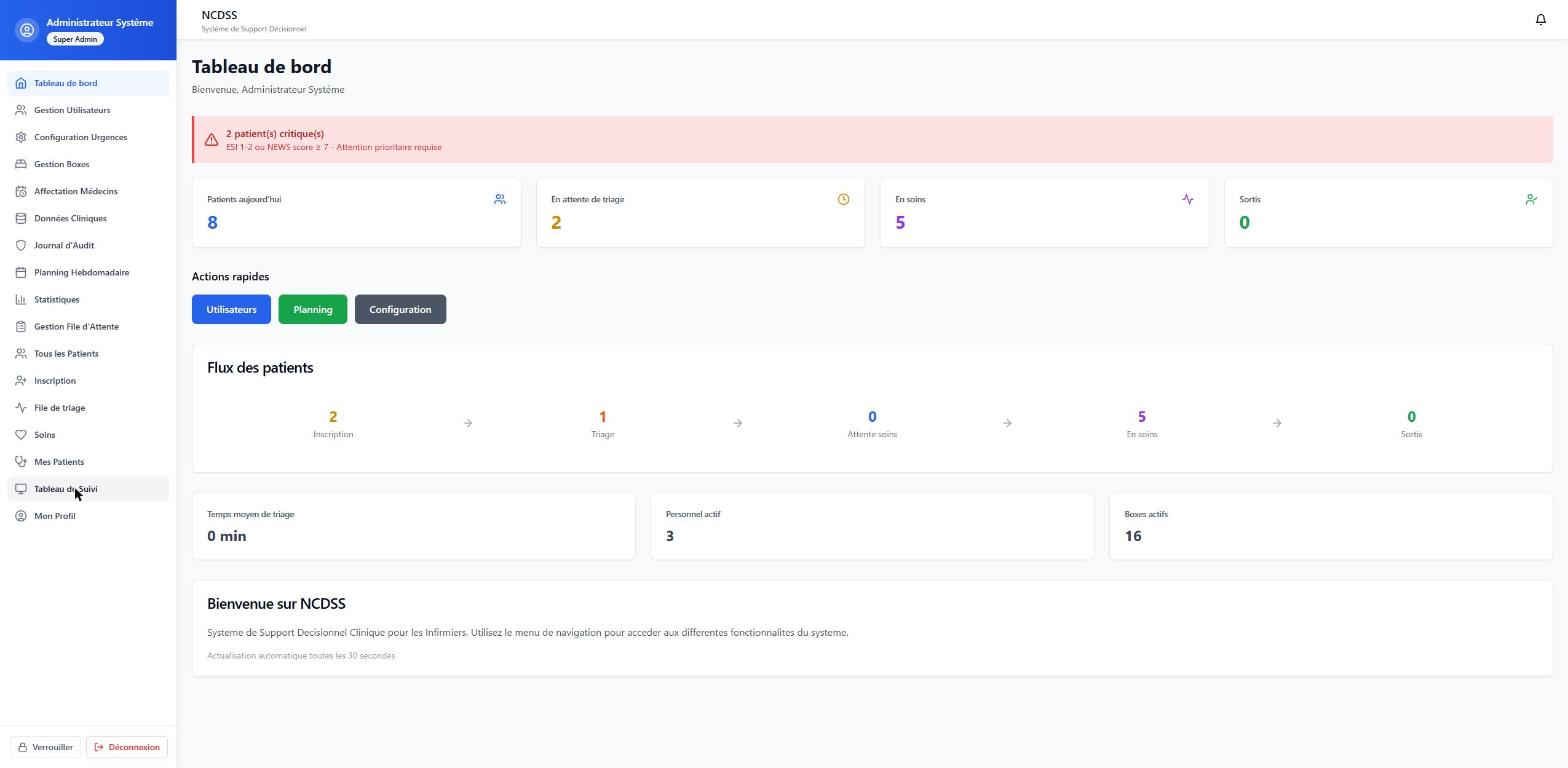 Administrateur Système
Super Admin
Tableau de bord
Gestion Utilisateurs
Configuration Urgences
Gestion Boxes
Affectation Médecins
Données Cliniques
Journal d'Audit
Planning Hebdomadaire
Statistiques
Gestion File d'Attente
Tous les Patients
Inscription
File de triage
Soins
Mes Patients
Tableau de Suivi
Mon Profil
Verrouiller
Déconnexion
NCDSS
Système de Support Décisionnel
Tableau de bord
Bienvenue, Administrateur Système
2 patient(s) critique(s)
ESI 1-2 ou NEWS score ≥ 7 - Attention prioritaire requise
Patients aujourd'hui
8
En attente de triage
2
En soins
5
Sortis
0
Actions rapides
Utilisateurs
Planning
Configuration
Flux des patients
2
Inscription
1
Triage
0
Attente soins
5
En soins
0
Sortis
Temps moyen de triage
0 min
Personnel actif
3
Boxes actifs
16
Bienvenue sur NCDSS
Systeme de Support Decisionnel Clinique pour les Infirmiers. Utilisez le menu de navigation pour acceder aux differentes fonctionnalites du systeme.
Actualisation automatique toutes les 30 secondes